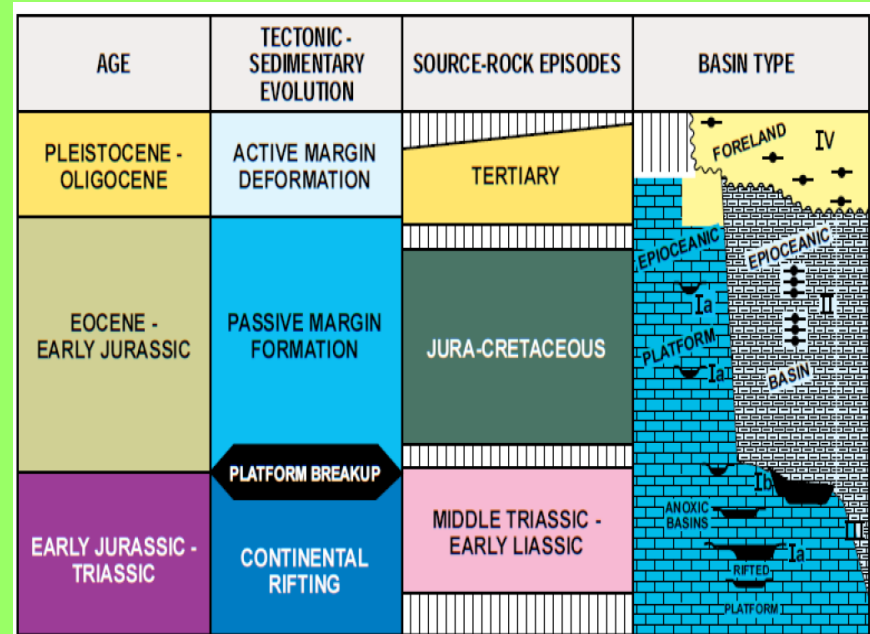 AGE
TECTONIC -
SEDIMENTARY
EVOLUTION
SOURCE-ROCK EPISODES
BASIN TYPE
PLEISTOCENE -
OLIGOCENE
ACTIVE MARGIN
DEFORMATION
TERTIARY
FORELAND
IV
EOCENE -
EARLY JURASSIC
PASSIVE MARGIN
FORMATION
JURA-CRETACEOUS
EPIOCEANIC
Ia
PLATFORM
Ia
EPIOCEANIC
II
BASIN
PLATFORM BREAKUP
EARLY JURASSIC -
TRIASSIC
CONTINENTAL
RIFTING
MIDDLE TRIASSIC -
EARLY LIASSIC
Ib
ANOXIC
BASINS
III
Ia
RIFTED
PLATFORM